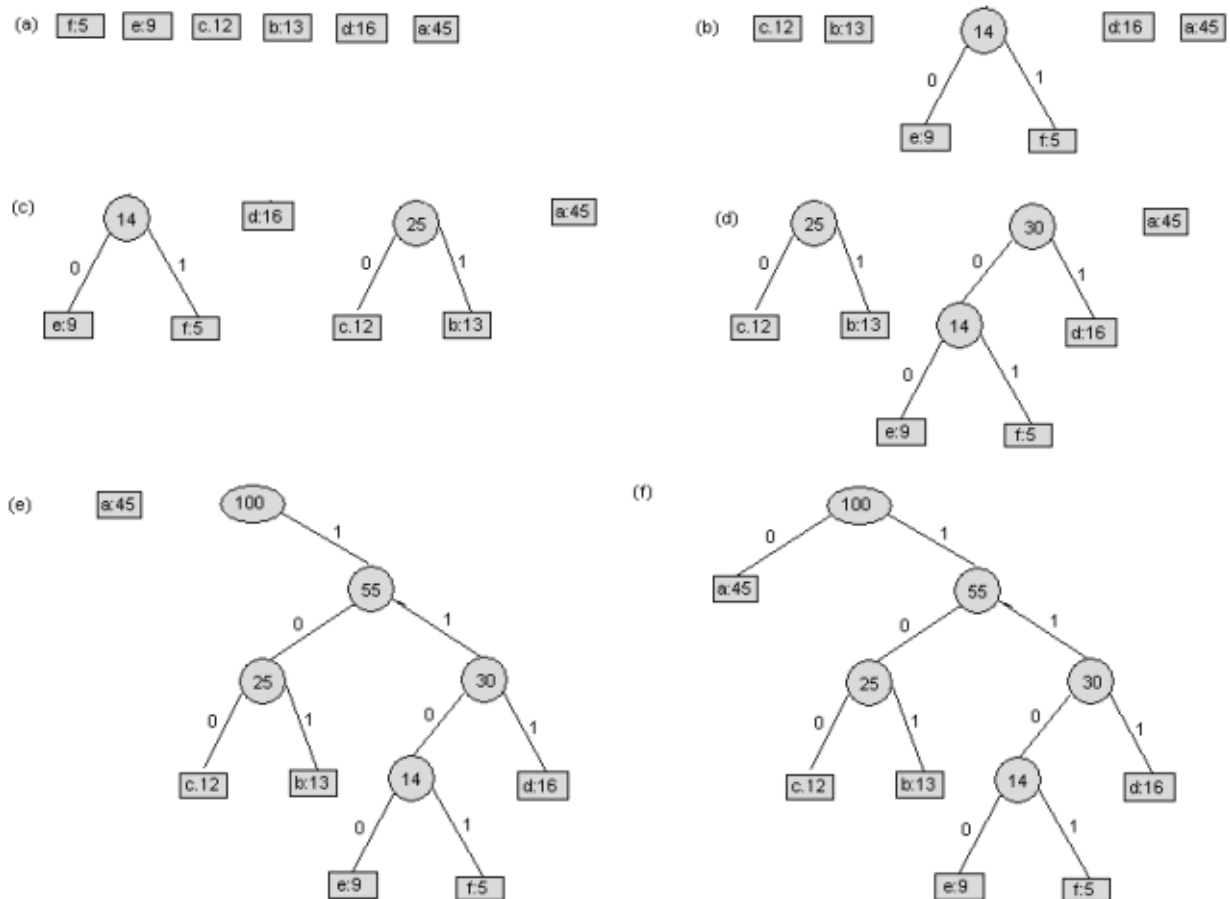 (a) f:5 e:9 c.12 b:13 d:16 a:45
(b) c.12 b:13 14 d:16 a:45
0 1
e:9 f:5
(c) 14 d:16 25 a:45
0 1 0 1
e:9 f:5 c.12 b:13
(d) 25 30 a:45
0 1 0 1
c.12 b:13 14 d:16
0 1
e:9 f:5
(e) a:45 100
1
55
0 1
25 30
0 1 0 1
c.12 b:13 14 d:16
0 1
e:9 f:5
(f) 100
0 1
a:45 55
0 1
25 30
0 1 0 1
c.12 b:13 14 d:16
0 1
e:9 f:5